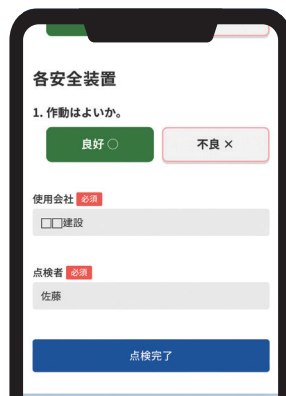 各安全装置
1. 作動はよいか。
良好○
不良×
使用会社 必須
□□建設
点検者 必須
佐藤
点検完了